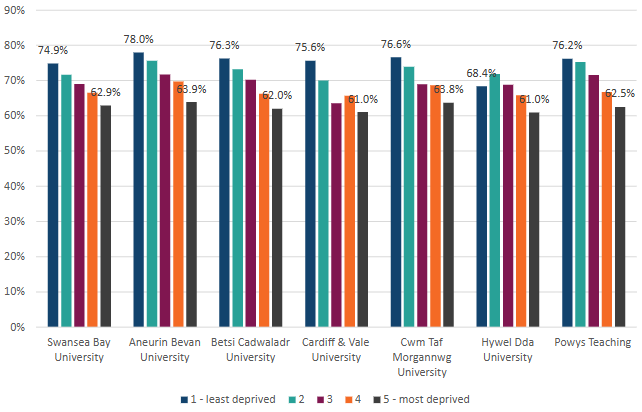 90%
80%
70%
60%
50%
40%
30%
20%
10%
0%
74.9%
62.9%
78.0%
63.9%
76.3%
62.0%
75.6%
61.0%
76.6%
63.8%
68.4%
61.0%
76.2%
62.5%
Swansea Bay
University
Aneurin Bevan
University
Betsi Cadwaladr
University
Cardiff & Vale
University
Cwm Taf
Morgannwg
University
Hywel Dda
University
Powys Teaching
1 - least deprived 2 3 4 5 - most deprived